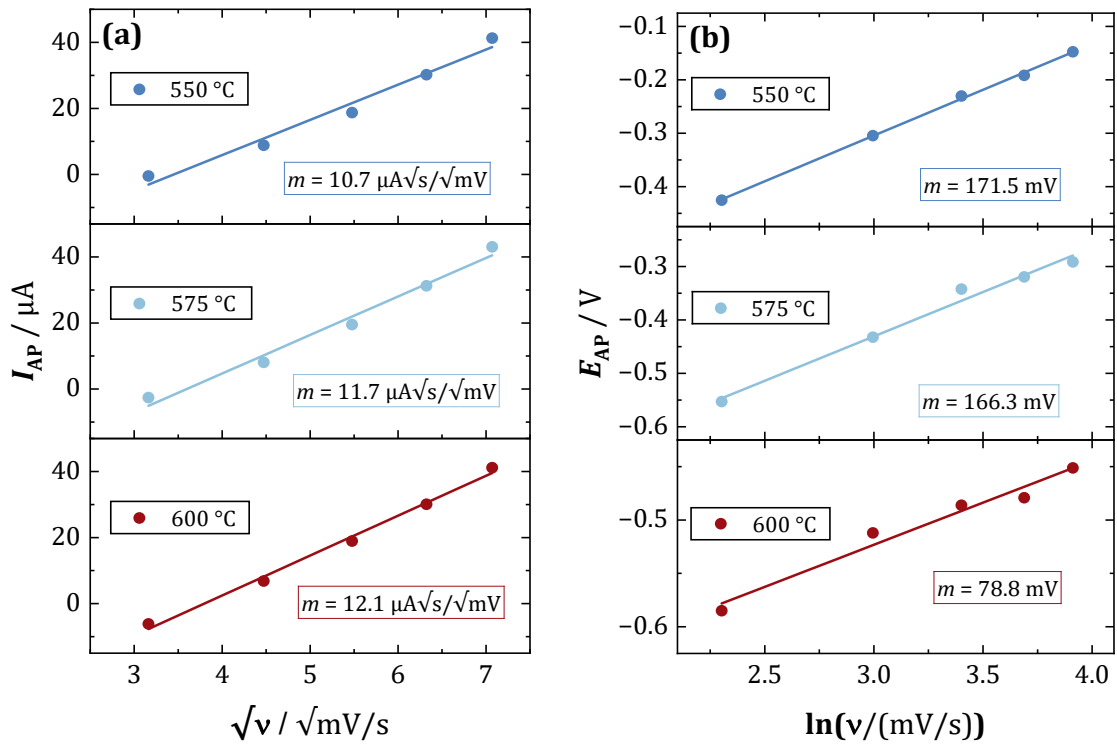 (a)
I_AP / µA
40
20
0
550 °C
m = 10.7 µA√s/√mV
40
20
0
575 °C
m = 11.7 µA√s/√mV
40
20
0
600 °C
m = 12.1 µA√s/√mV
3 4 5 6 7
√ν / √mV/s
(b)
E_AP / V
−0.1
−0.2
−0.3
−0.4
550 °C
m = 171.5 mV
−0.3
−0.4
−0.5
−0.6
575 °C
m = 166.3 mV
−0.5
−0.6
600 °C
m = 78.8 mV
2.5 3.0 3.5 4.0
ln(ν/(mV/s))